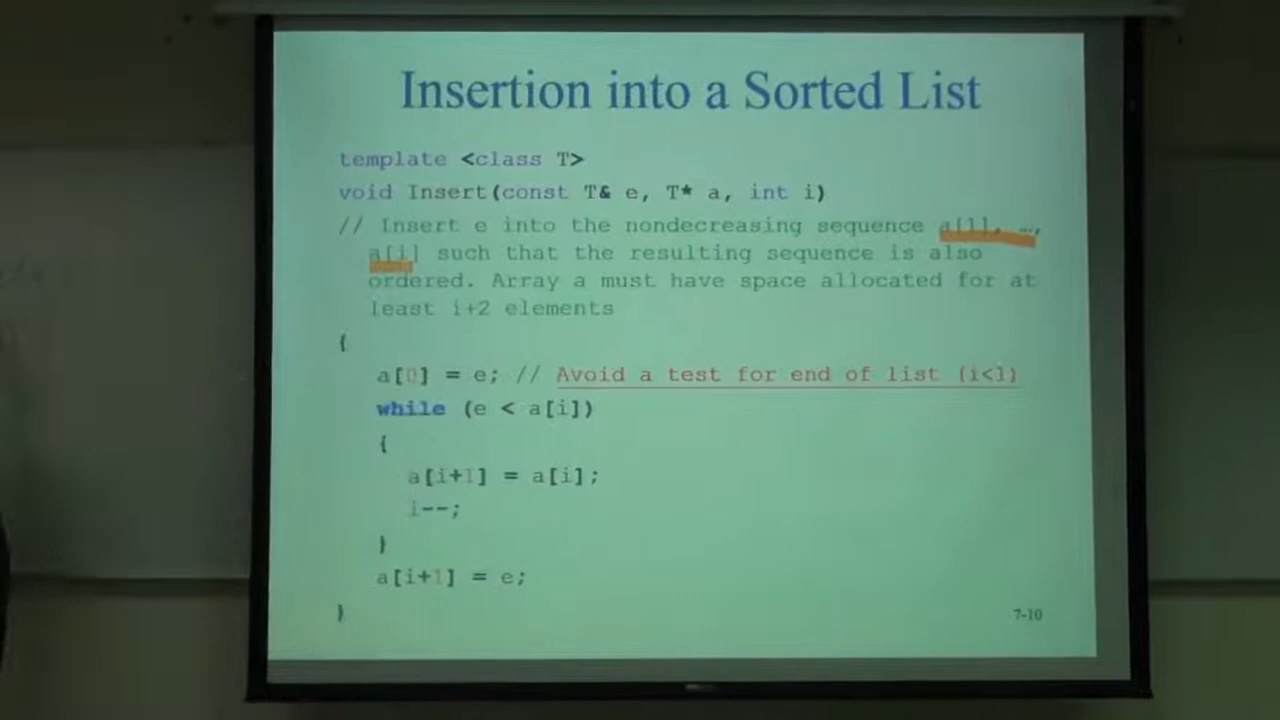 Insertion into a Sorted List
template <class T>
void Insert(const T& e, T* a, int i)
// Insert e into the nondecreasing sequence a[1], …,
a[i] such that the resulting sequence is also
ordered. Array a must have space allocated for at
least i+2 elements
{
a[0] = e; // Avoid a test for end of list (i<1)
while (e < a[i])
{
a[i+1] = a[i];
i--;
}
a[i+1] = e;
}
7-10